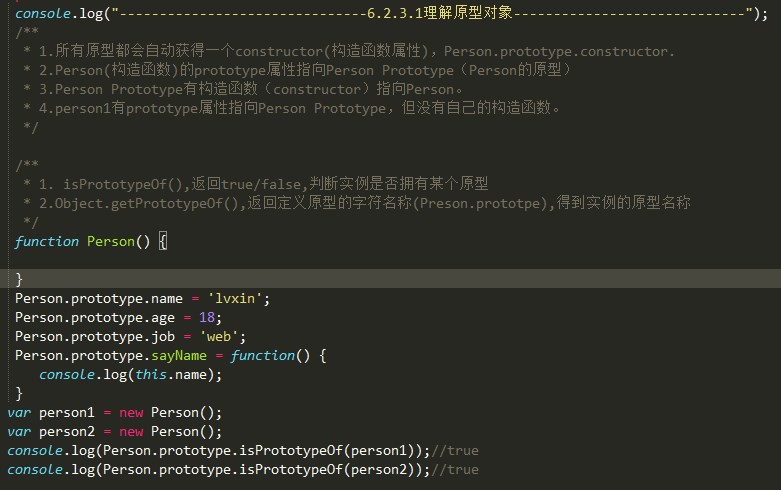 console.log("-------------------------------6.2.3.1理解原型对象-----------------------------");
/**
 * 1.所有原型都会自动获得一个constructor(构造函数属性)，Person.prototype.constructor.
 * 2.Person(构造函数)的prototype属性指向Person Prototype（Person的原型）
 * 3.Person Prototype有构造函数（constructor）指向Person。
 * 4.person1有prototype属性指向Person Prototype，但没有自己的构造函数。
 */
/**
 * 1. isPrototypeOf(),返回true/false,判断实例是否拥有某个原型
 * 2.Object.getPrototypeOf(),返回定义原型的字符名称(Preson.prototpe),得到实例的原型名称
 */
function Person() {
}
Person.prototype.name = 'lvxin';
Person.prototype.age = 18;
Person.prototype.job = 'web';
Person.prototype.sayName = function() {
   console.log(this.name);
}
var person1 = new Person();
var person2 = new Person();
console.log(Person.prototype.isPrototypeOf(person1));//true
console.log(Person.prototype.isPrototypeOf(person2));//true